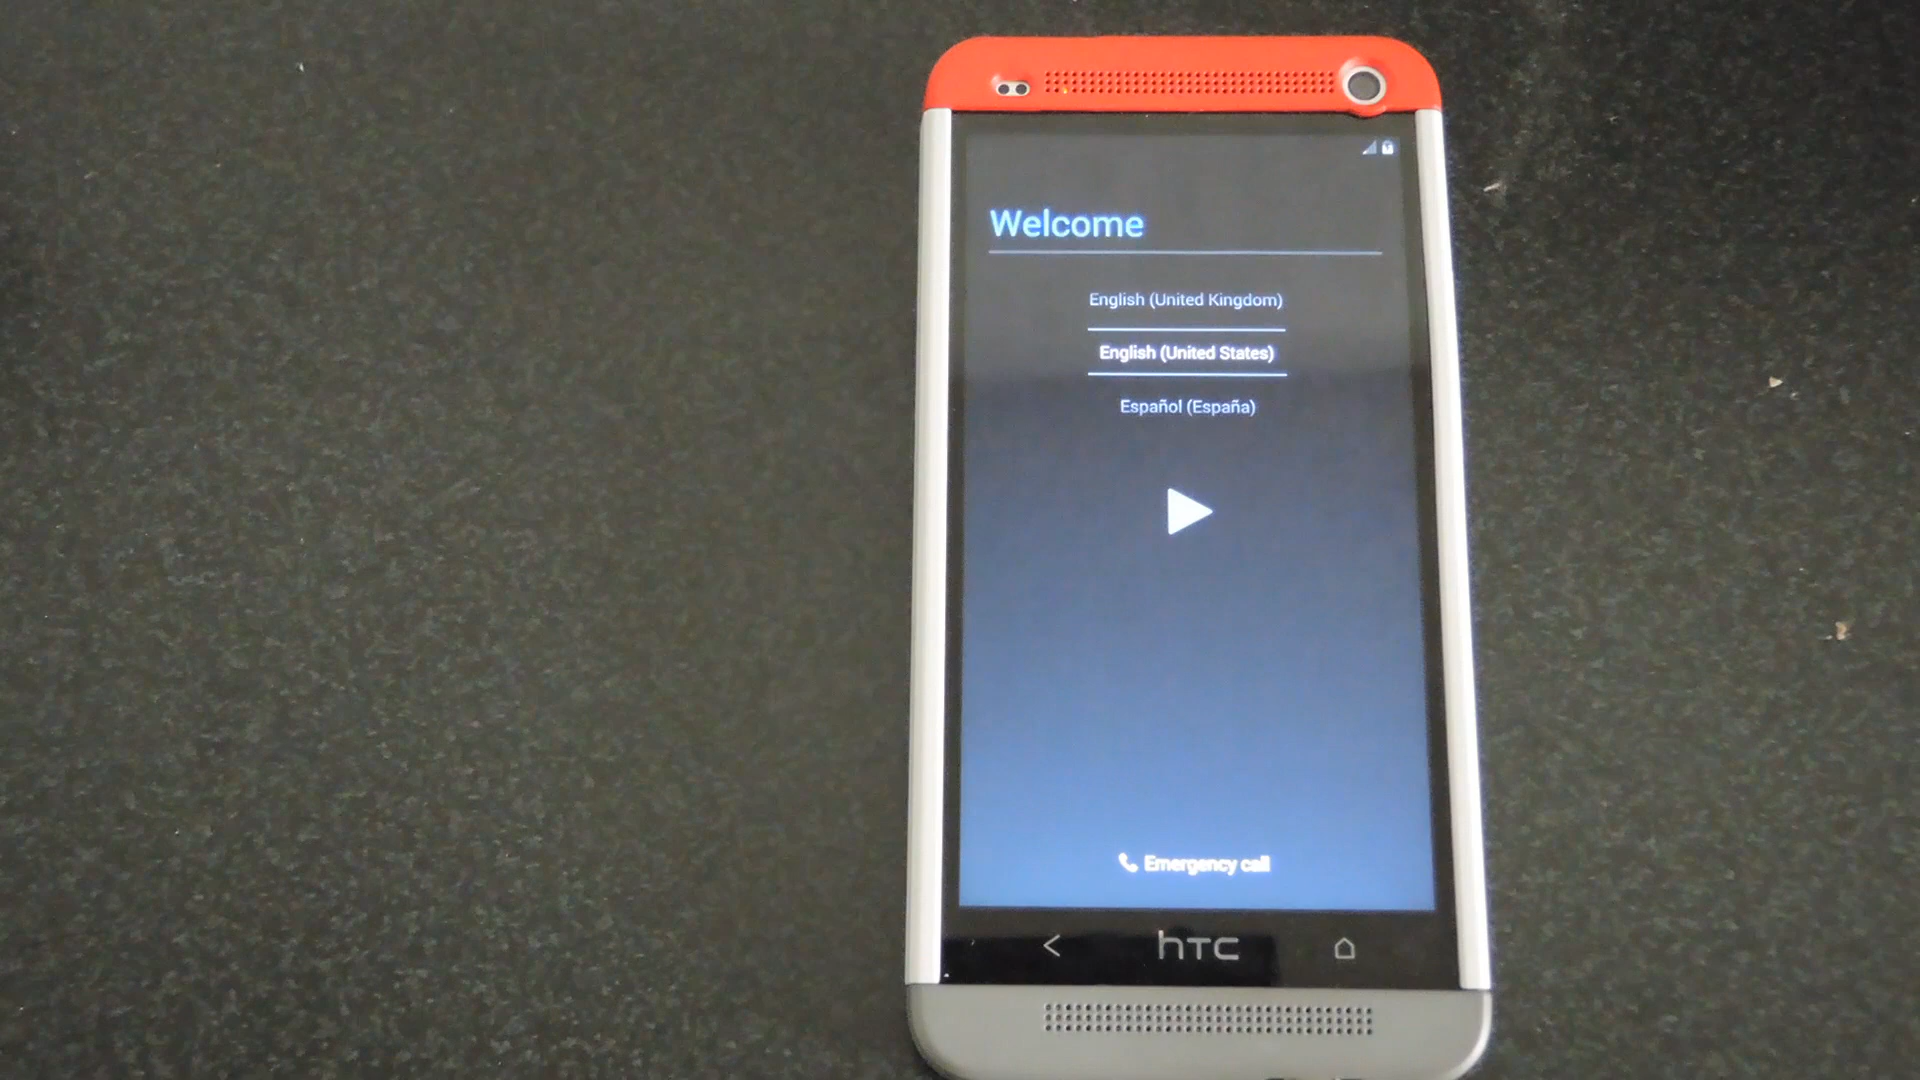 Welcome
English (United Kingdom)
English (United States)
Español (España)
Emergency call
hTC